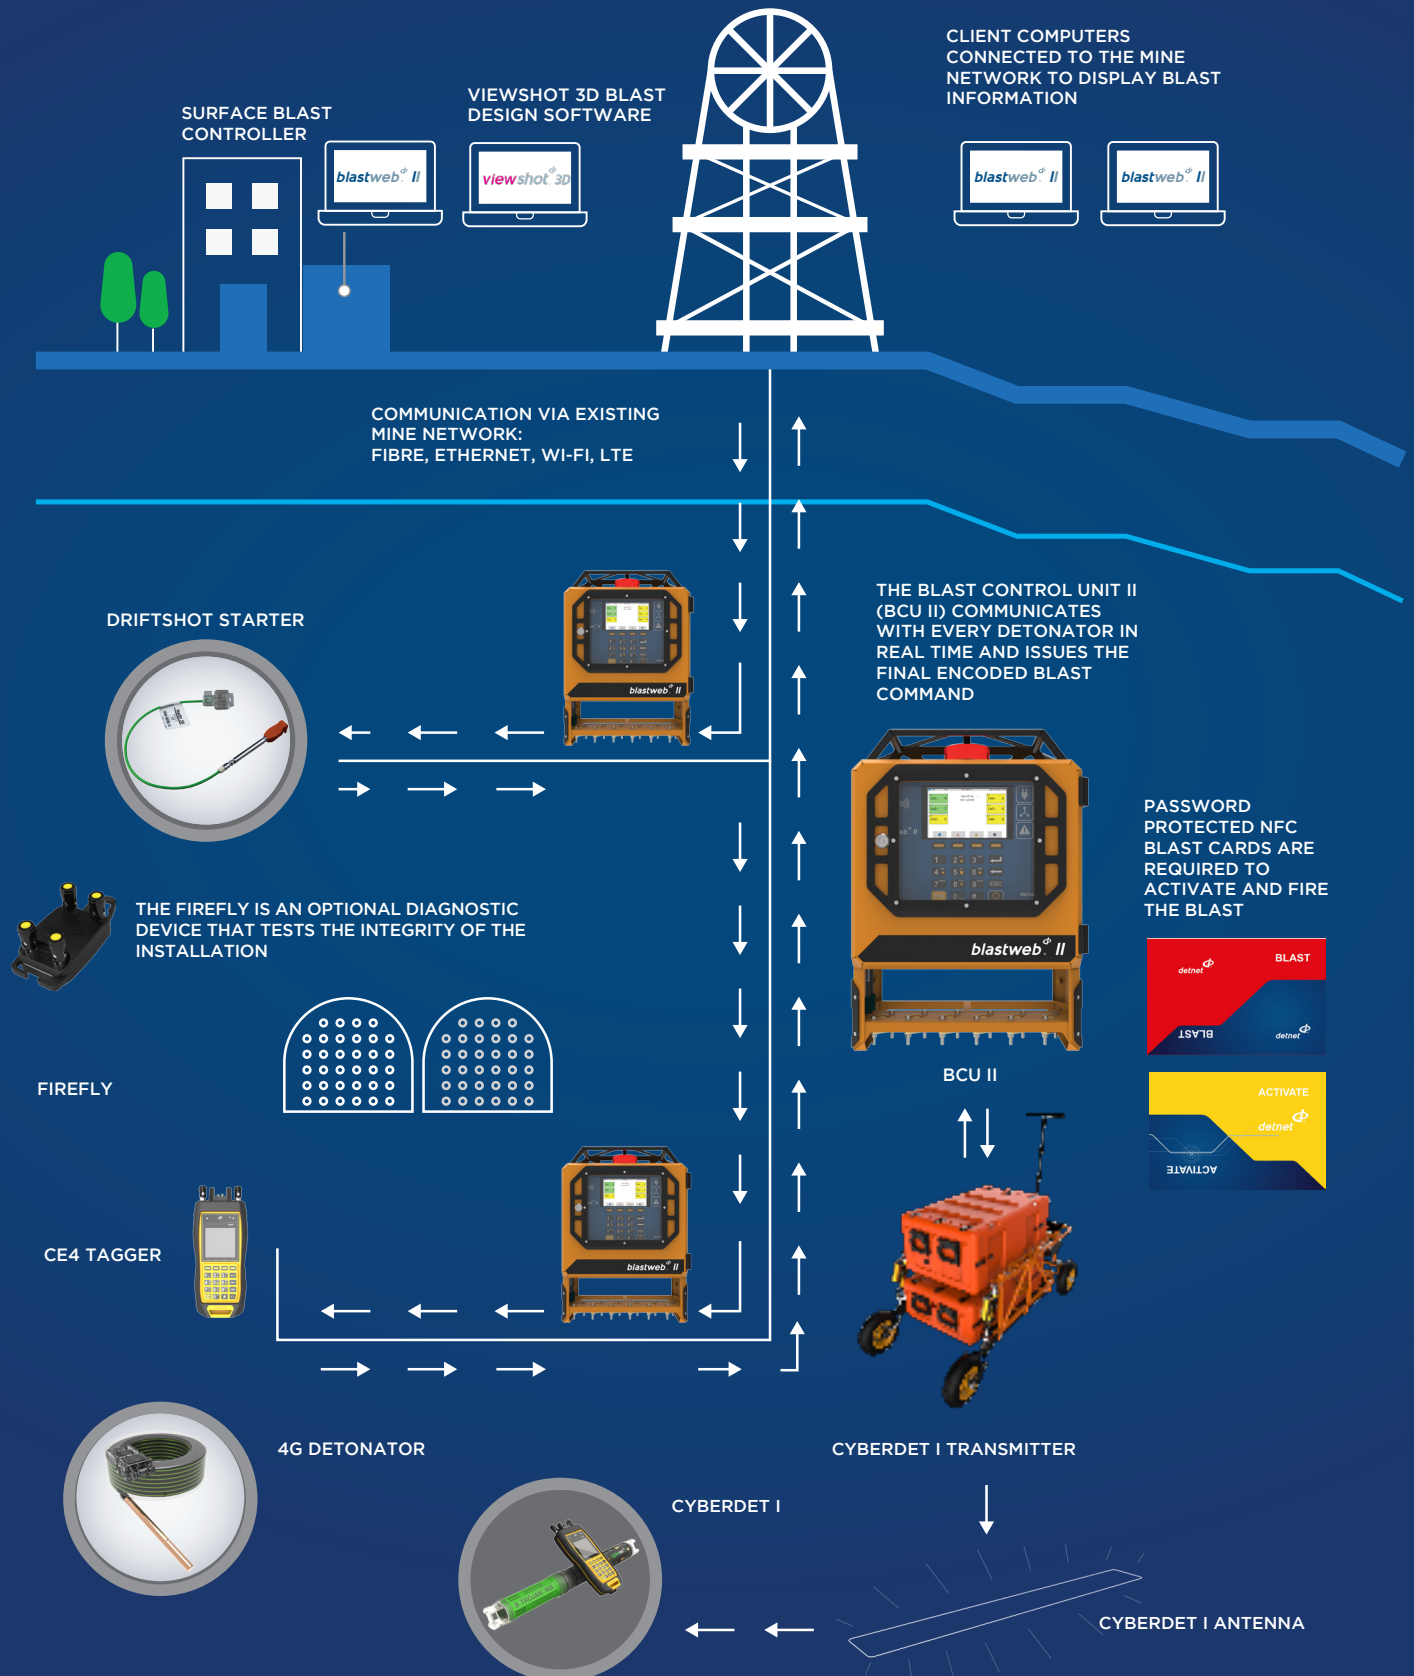 SURFACE BLAST
CONTROLLER
blastweb II
VIEWSHOT 3D BLAST
DESIGN SOFTWARE
viewshot 3D
CLIENT COMPUTERS
CONNECTED TO THE MINE
NETWORK TO DISPLAY BLAST
INFORMATION
blastweb II
blastweb II
COMMUNICATION VIA EXISTING
MINE NETWORK:
FIBRE, ETHERNET, WI-FI, LTE
DRIFTSHOT STARTER
blastweb II
THE BLAST CONTROL UNIT II
(BCU II) COMMUNICATES
WITH EVERY DETONATOR IN
REAL TIME AND ISSUES THE
FINAL ENCODED BLAST
COMMAND
blastweb II
BCU II
PASSWORD
PROTECTED NFC
BLAST CARDS ARE
REQUIRED TO
ACTIVATE AND FIRE
THE BLAST
detnet
BLAST
BLAST
detnet
ACTIVATE
detnet
ACTIVATE
THE FIREFLY IS AN OPTIONAL DIAGNOSTIC
DEVICE THAT TESTS THE INTEGRITY OF THE
INSTALLATION
FIREFLY
CE4 TAGGER
blastweb II
4G DETONATOR
CYBERDET I TRANSMITTER
CYBERDET I
CYBERDET I ANTENNA